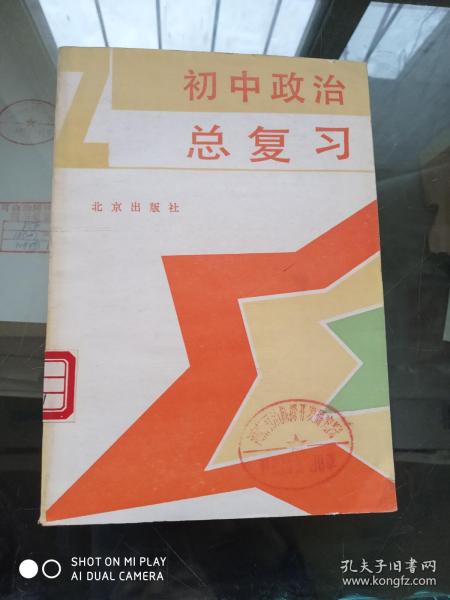 初中政治
总复习
北京出版社
SHOT ON MI PLAY
AI DUAL CAMERA
孔夫子旧书网
www.kongfz.com